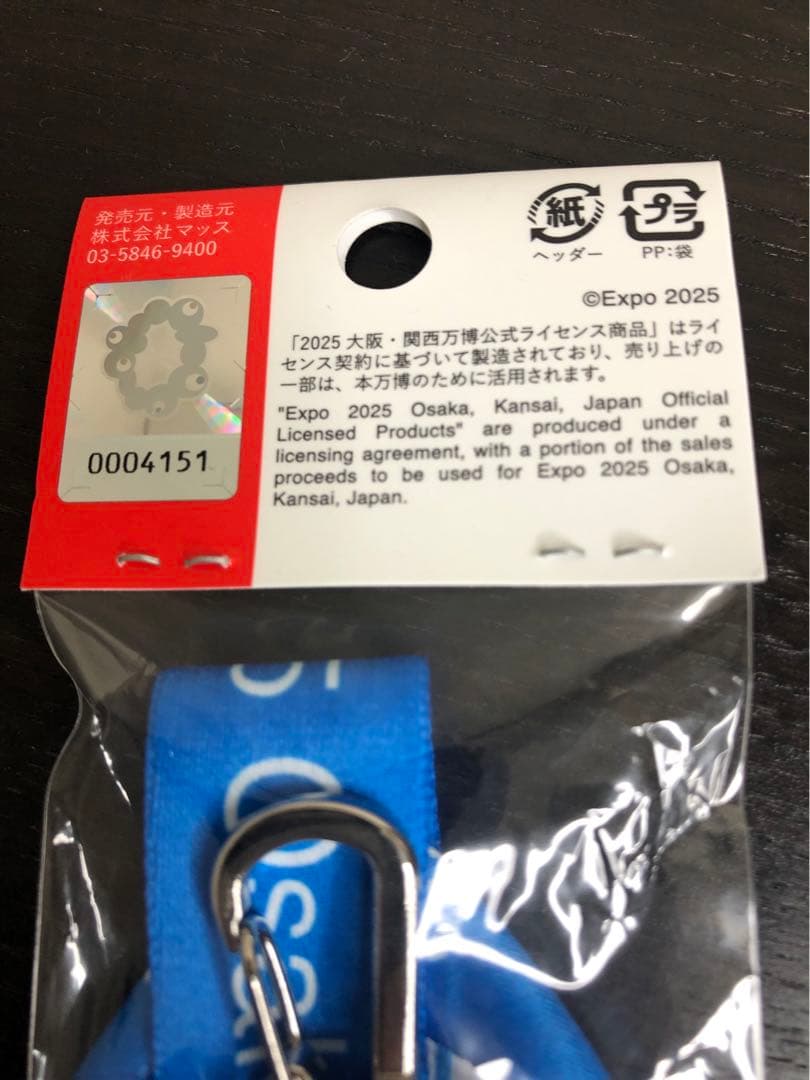 発売元・製造元
株式会社マッス
03-5846-9400
0004151
紙
ヘッダー
プラ
PP:袋
©Expo 2025
「2025 大阪・関西万博公式ライセンス商品」はライ
センス契約に基づいて製造されており、売り上げの
一部は、本万博のために活用されます。
"Expo 2025 Osaka, Kansai, Japan Official
Licensed Products" are produced under a
licensing agreement, with a portion of the sales
proceeds to be used for Expo 2025 Osaka,
Kansai, Japan.
5 Osak